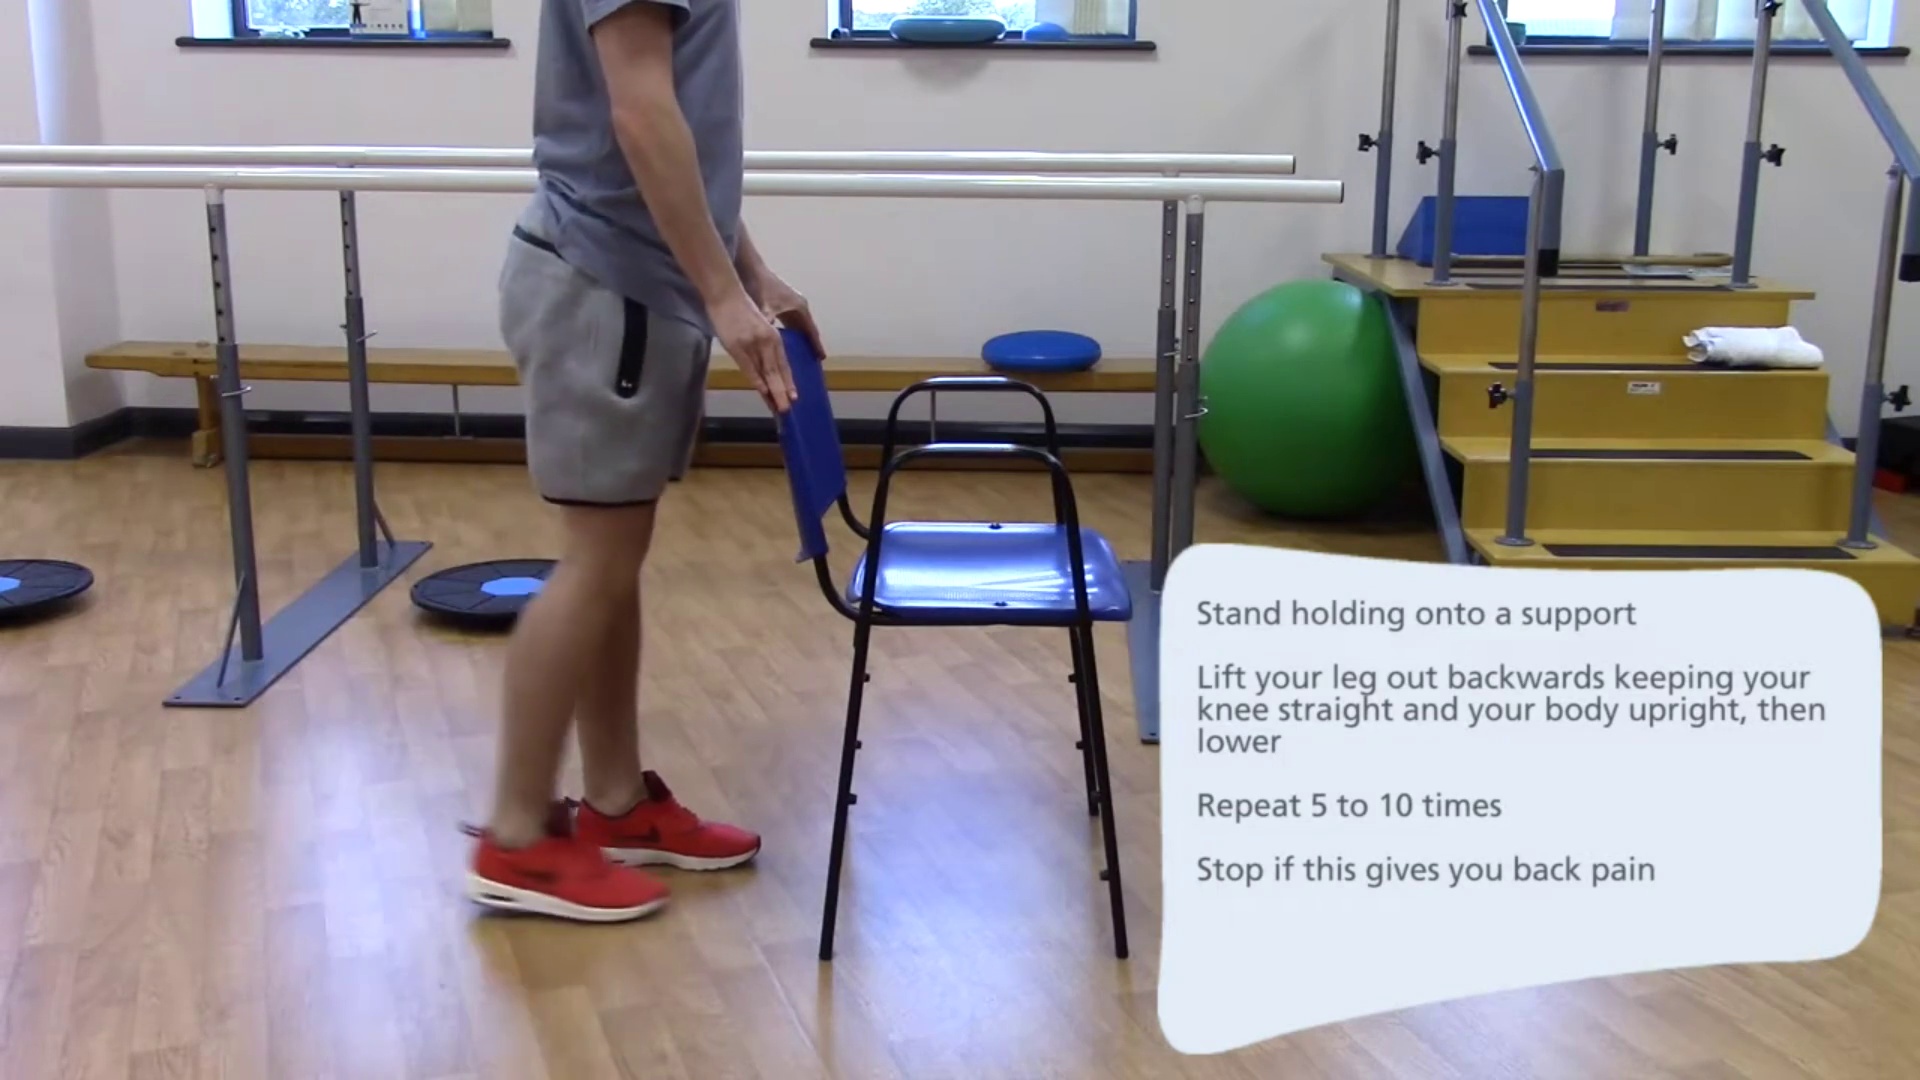 Stand holding onto a support
Lift your leg out backwards keeping your
knee straight and your body upright, then
lower
Repeat 5 to 10 times
Stop if this gives you back pain